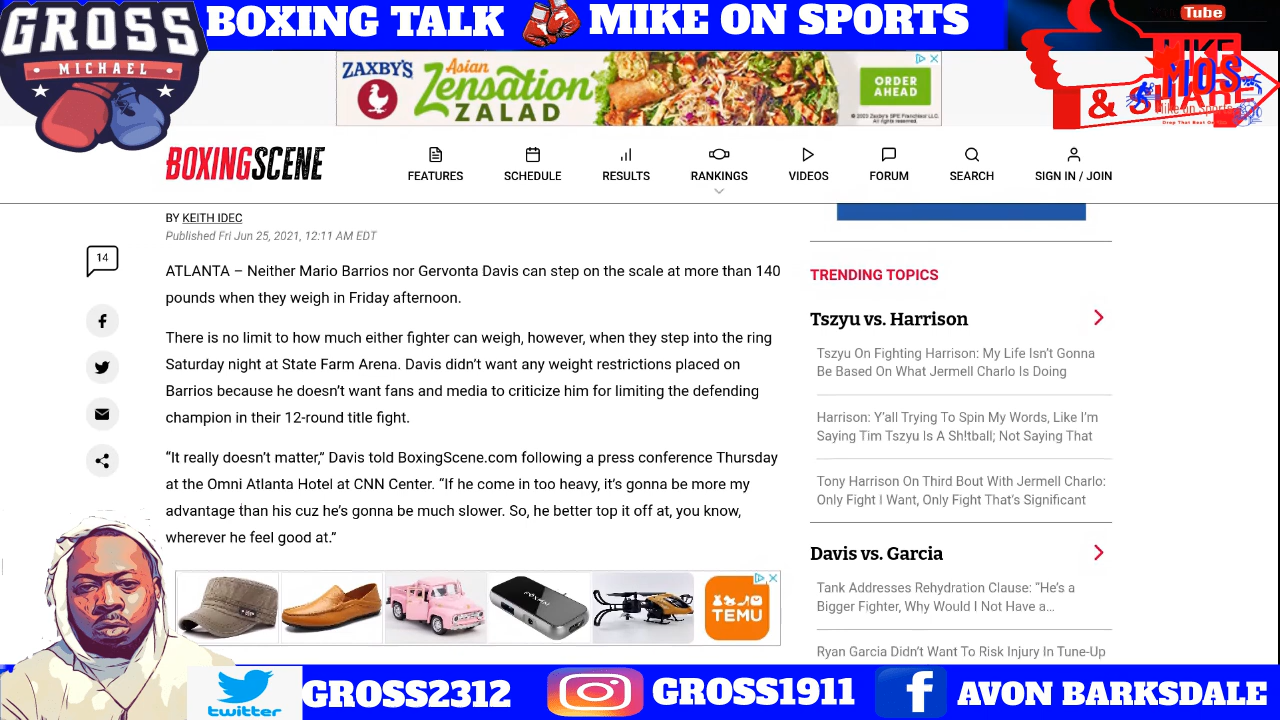 GROSS
MICHAEL
BOXING TALK
MIKE ON SPORTS
Tube
MIKE
MOS
& SHARE
Mike on Sports
ZAXBY'S
Asian
Zensation
ZALAD
ORDER
AHEAD
All rights reserved.
BOXINGSCENE
FEATURES
SCHEDULE
RESULTS
RANKINGS
VIDEOS
FORUM
SEARCH
SIGN IN / JOIN
BY KEITH IDEC
Published Fri Jun 25, 2021, 12:11 AM EDT
14
ATLANTA – Neither Mario Barrios nor Gervonta Davis can step on the scale at more than 140
pounds when they weigh in Friday afternoon.
There is no limit to how much either fighter can weigh, however, when they step into the ring
Saturday night at State Farm Arena. Davis didn’t want any weight restrictions placed on
Barrios because he doesn’t want fans and media to criticize him for limiting the defending
champion in their 12-round title fight.
“It really doesn’t matter,” Davis told BoxingScene.com following a press conference Thursday
at the Omni Atlanta Hotel at CNN Center. “If he come in too heavy, it’s gonna be more my
advantage than his cuz he’s gonna be much slower. So, he better top it off at, you know,
wherever he feel good at.”
TEMU
TRENDING TOPICS
Tszyu vs. Harrison
Tszyu On Fighting Harrison: My Life Isn’t Gonna
Be Based On What Jermell Charlo Is Doing
Harrison: Y’all Trying To Spin My Words, Like I’m
Saying Tim Tszyu Is A Sh!tball; Not Saying That
Tony Harrison On Third Bout With Jermell Charlo:
Only Fight I Want, Only Fight That’s Significant
Davis vs. Garcia
Tank Addresses Rehydration Clause: “He’s a
Bigger Fighter, Why Would I Not Have a...
Ryan Garcia Didn’t Want To Risk Injury In Tune-Up
twitter
GROSS2312
GROSS1911
AVON BARKSDALE